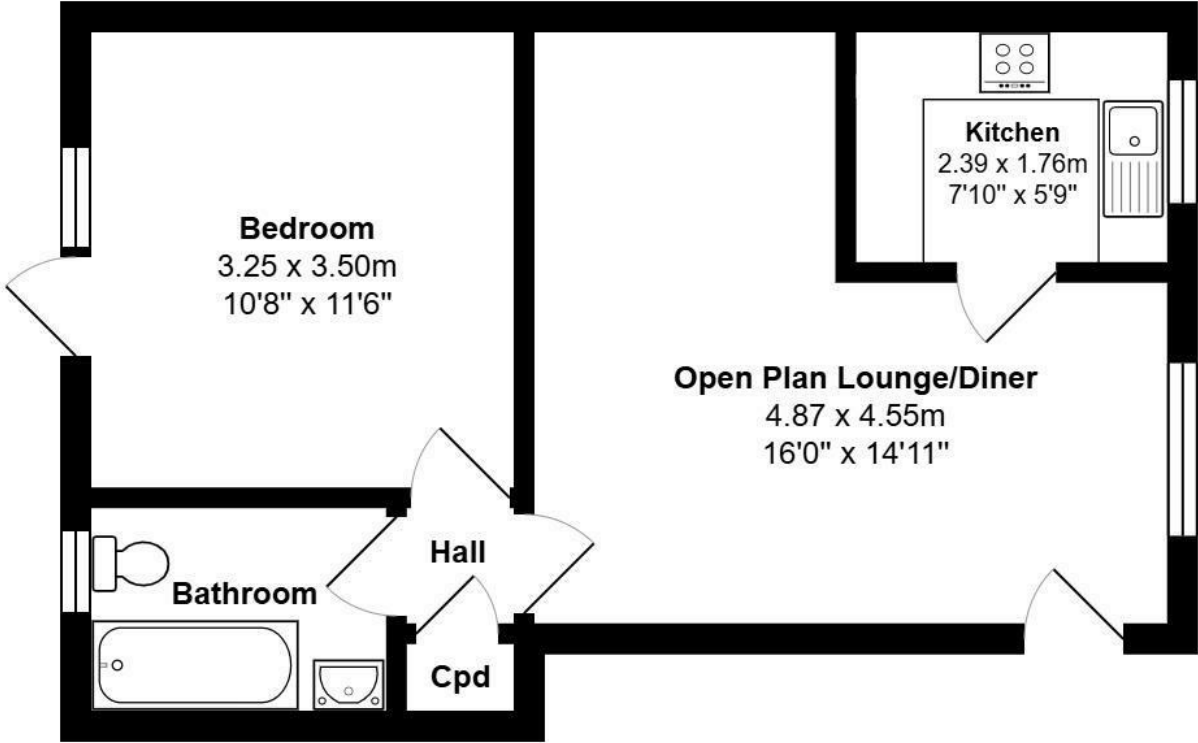 Bedroom
3.25 x 3.50m
10'8" x 11'6"
Kitchen
2.39 x 1.76m
7'10" x 5'9"
Open Plan Lounge/Diner
4.87 x 4.55m
16'0" x 14'11"
Hall
Bathroom
Cpd